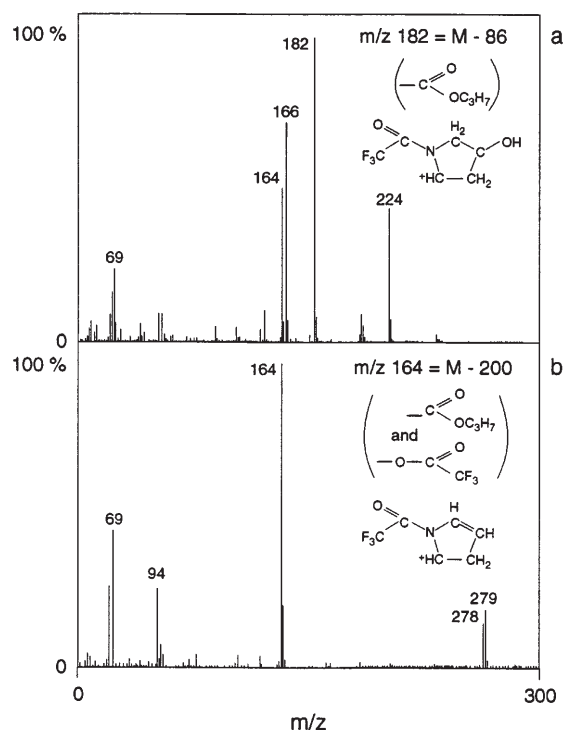 100 %
a
m/z 182 = M - 86
182
O
C
OC₃H₇
166
164
O
C
H₂
C
N
C
OH
F₃C
⁺HC
CH₂
224
69
0
100 %
b
164
m/z 164 = M - 200
O
C
OC₃H₇
and
O
O
C
CF₃
69
94
H
O
C
C
N
CH
F₃C
⁺HC
CH₂
279
278
0
0
300
m/z